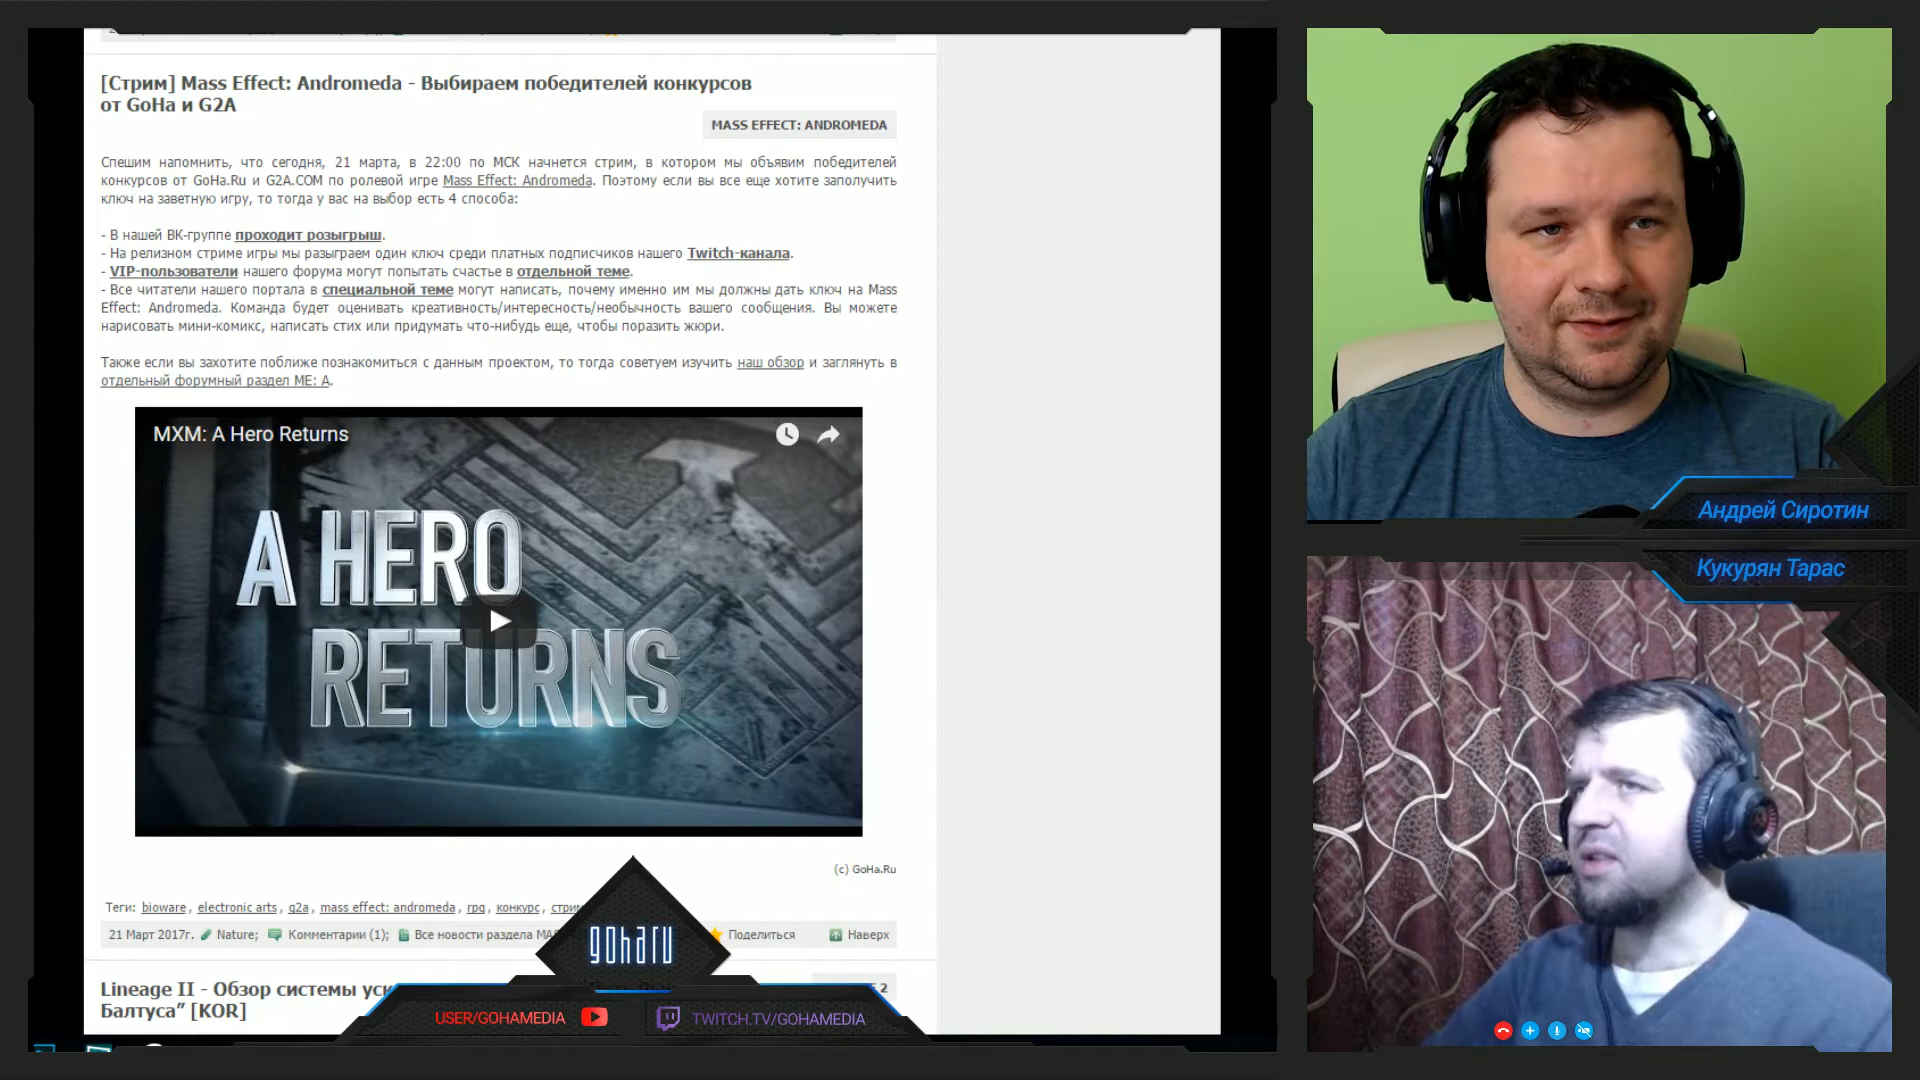 [Стрим] Mass Effect: Andromeda - Выбираем победителей конкурсов
от GoHa и G2A
MASS EFFECT: ANDROMEDA
Спешим напомнить, что сегодня, 21 марта, в 22:00 по МСК начнется стрим, в котором мы объявим победителей
конкурсов от GoHa.Ru и G2A.COM по ролевой игре Mass Effect: Andromeda. Поэтому если вы все еще хотите заполучить
ключ на заветную игру, то тогда у вас на выбор есть 4 способа:
- В нашей ВК-группе проходит розыгрыш.
- На релизном стриме игры мы разыграем один ключ среди платных подписчиков нашего Twitch-канала.
- VIP-пользователи нашего форума могут попытать счастье в отдельной теме.
- Все читатели нашего портала в специальной теме могут написать, почему именно им мы должны дать ключ на Mass
Effect: Andromeda. Команда будет оценивать креативность/интересность/необычность вашего сообщения. Вы можете
нарисовать мини-комикс, написать стих или придумать что-нибудь еще, чтобы поразить жюри.
Также если вы захотите поближе познакомиться с данным проектом, то тогда советуем изучить наш обзор и заглянуть в
отдельный форумный раздел ME: A.
MXM: A Hero Returns
A HERO
RETURNS
(c) GoHa.Ru
Теги: bioware, electronic arts, g2a, mass effect: andromeda, rpg, конкурс, стрим
21 Март 2017г. Nature; Комментарии (1); Все новости раздела Поделиться Наверх
Lineage II - Обзор системы 2
Балтуса” [KOR]
goharu
USER/GOHAMEDIA
TWITCH.TV/GOHAMEDIA
Андрей Сиротин
Кукурян Тарас